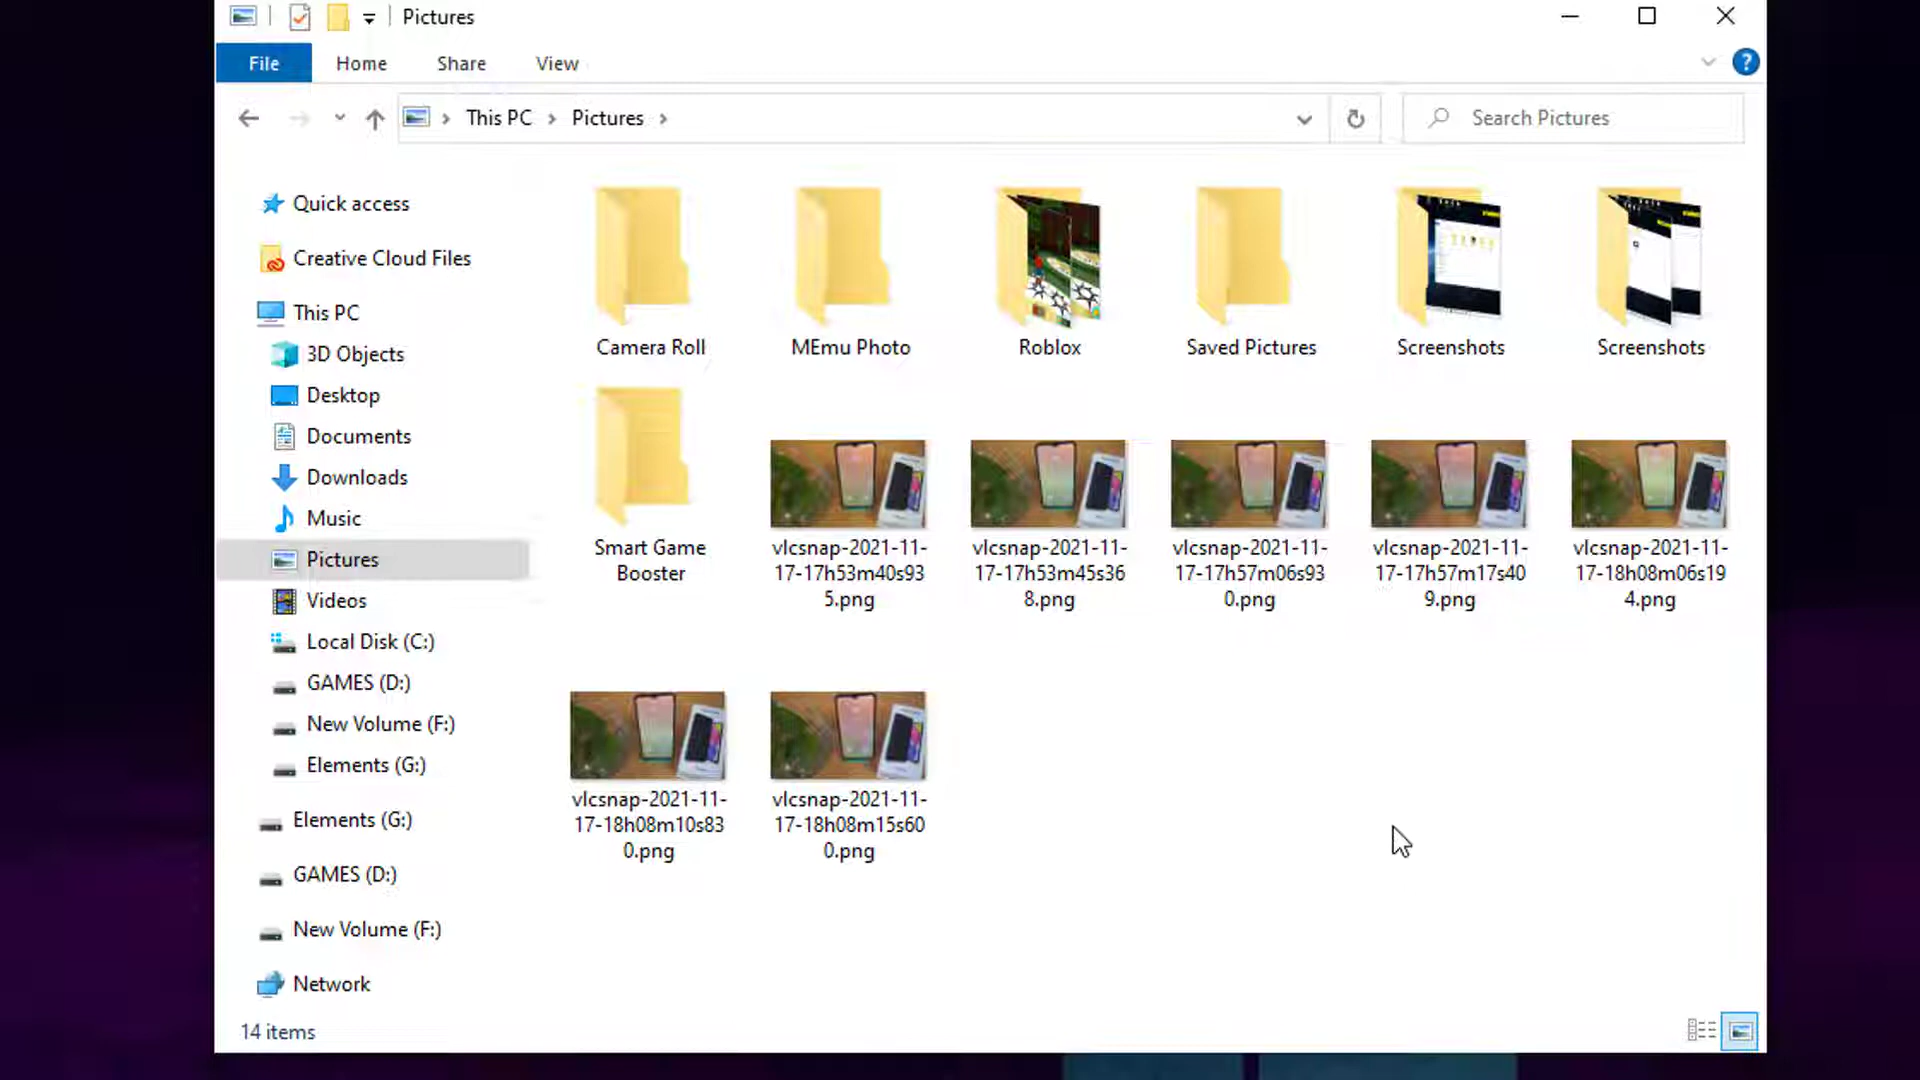 Pictures
File
Home
Share
View
?
This PC
Pictures
Search Pictures
Quick access
Creative Cloud Files
This PC
3D Objects
Desktop
Documents
Downloads
Music
Pictures
Videos
Local Disk (C:)
GAMES (D:)
New Volume (F:)
Elements (G:)
Elements (G:)
GAMES (D:)
New Volume (F:)
Network
Camera Roll
MEmu Photo
Roblox
Saved Pictures
Screenshots
Screenshots
Smart Game
Booster
vlcsnap-2021-11-
17-17h53m40s93
5.png
vlcsnap-2021-11-
17-17h53m45s36
8.png
vlcsnap-2021-11-
17-17h57m06s93
0.png
vlcsnap-2021-11-
17-17h57m17s40
9.png
vlcsnap-2021-11-
17-18h08m06s19
4.png
vlcsnap-2021-11-
17-18h08m10s83
0.png
vlcsnap-2021-11-
17-18h08m15s60
0.png
14 items